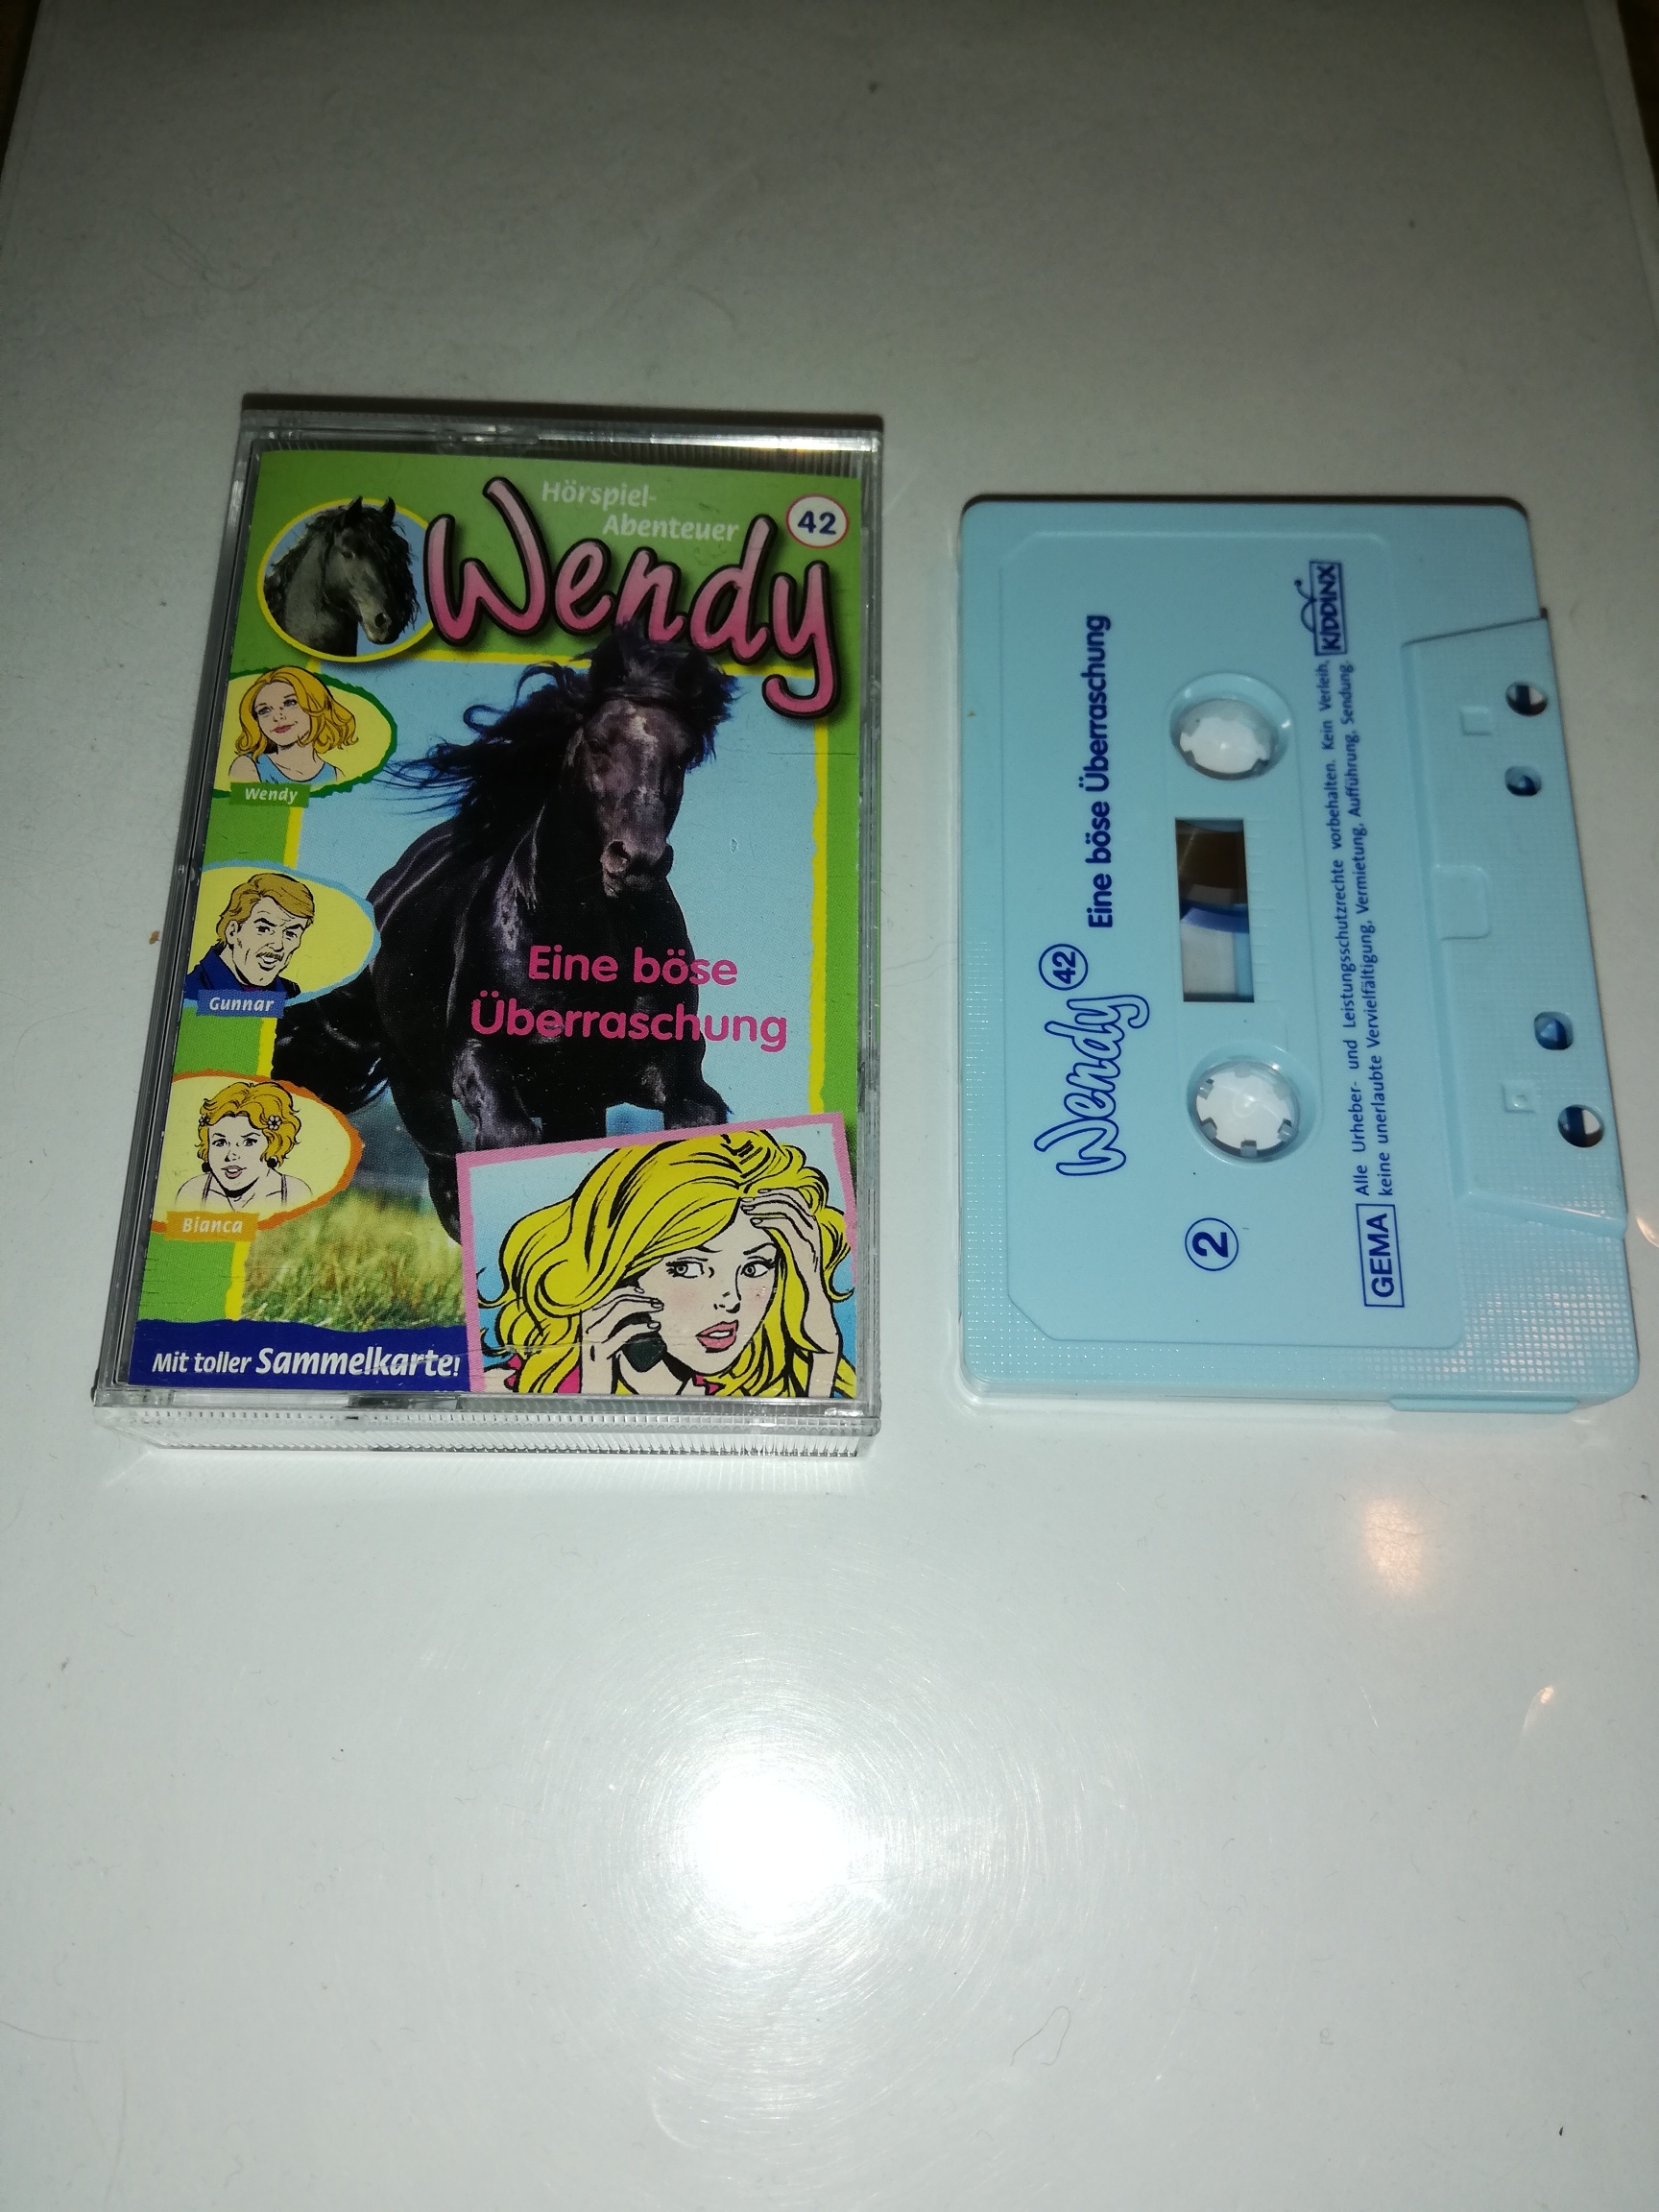 Hörspiel-
Abenteuer
42
Wendy
Wendy
Gunnar
Bianca
Eine böse
Überraschung
Mit toller Sammelkarte!
Wendy 42 Eine böse Überraschung
2
GEMA
Alle Urheber- und Leistungsschutzrechte vorbehalten. Kein Verleih,
keine unerlaubte Vervielfältigung, Vermietung, Aufführung, Sendung.
KIDDINX